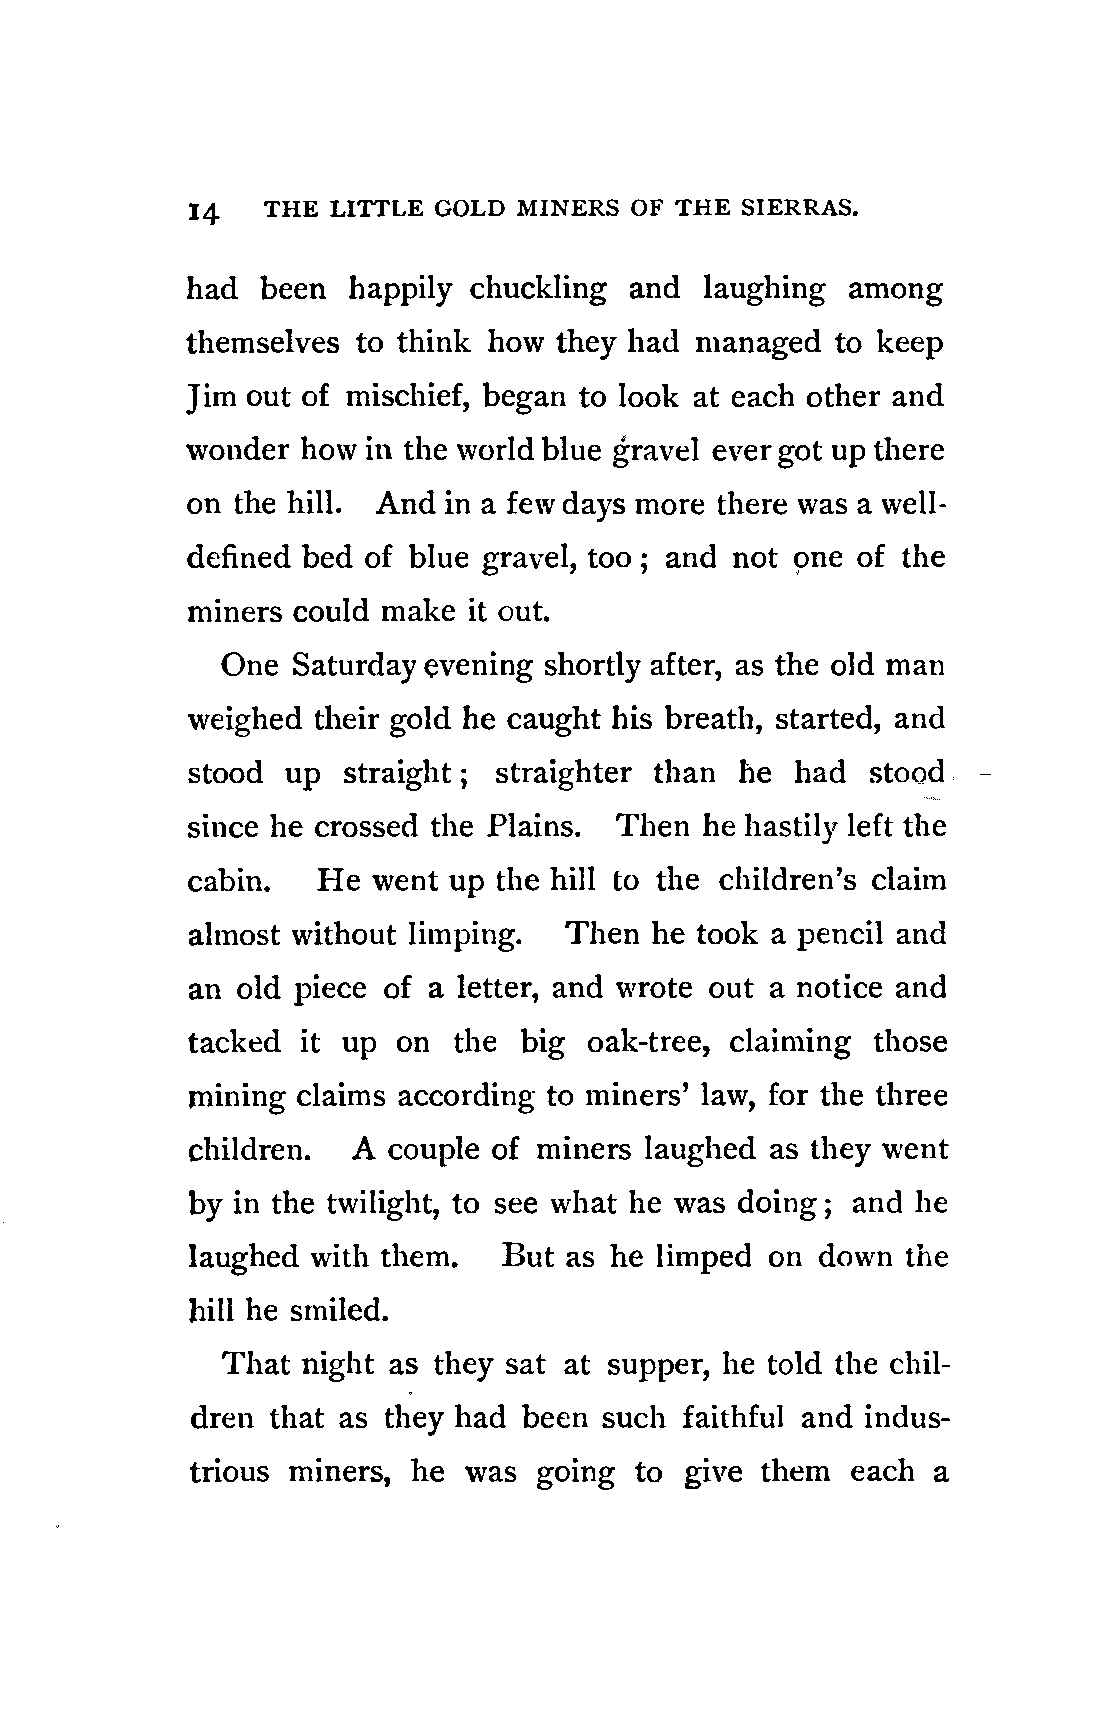 14 THE LITTLE GOLD MINERS OF THE SIERRAS.
had been happily chuckling and laughing among
themselves to think how they had managed to keep
Jim out of mischief, began to look at each other and
wonder how in the world blue gravel ever got up there
on the hill. And in a few days more there was a well-
defined bed of blue gravel, too; and not one of the
miners could make it out.
One Saturday evening shortly after, as the old man
weighed their gold he caught his breath, started, and
stood up straight; straighter than he had stood
since he crossed the Plains. Then he hastily left the
cabin. He went up the hill to the children's claim
almost without limping. Then he took a pencil and
an old piece of a letter, and wrote out a notice and
tacked it up on the big oak-tree, claiming those
mining claims according to miners' law, for the three
children. A couple of miners laughed as they went
by in the twilight, to see what he was doing; and he
laughed with them. But as he limped on down the
hill he smiled.
That night as they sat at supper, he told the chil-
dren that as they had been such faithful and indus-
trious miners, he was going to give them each a